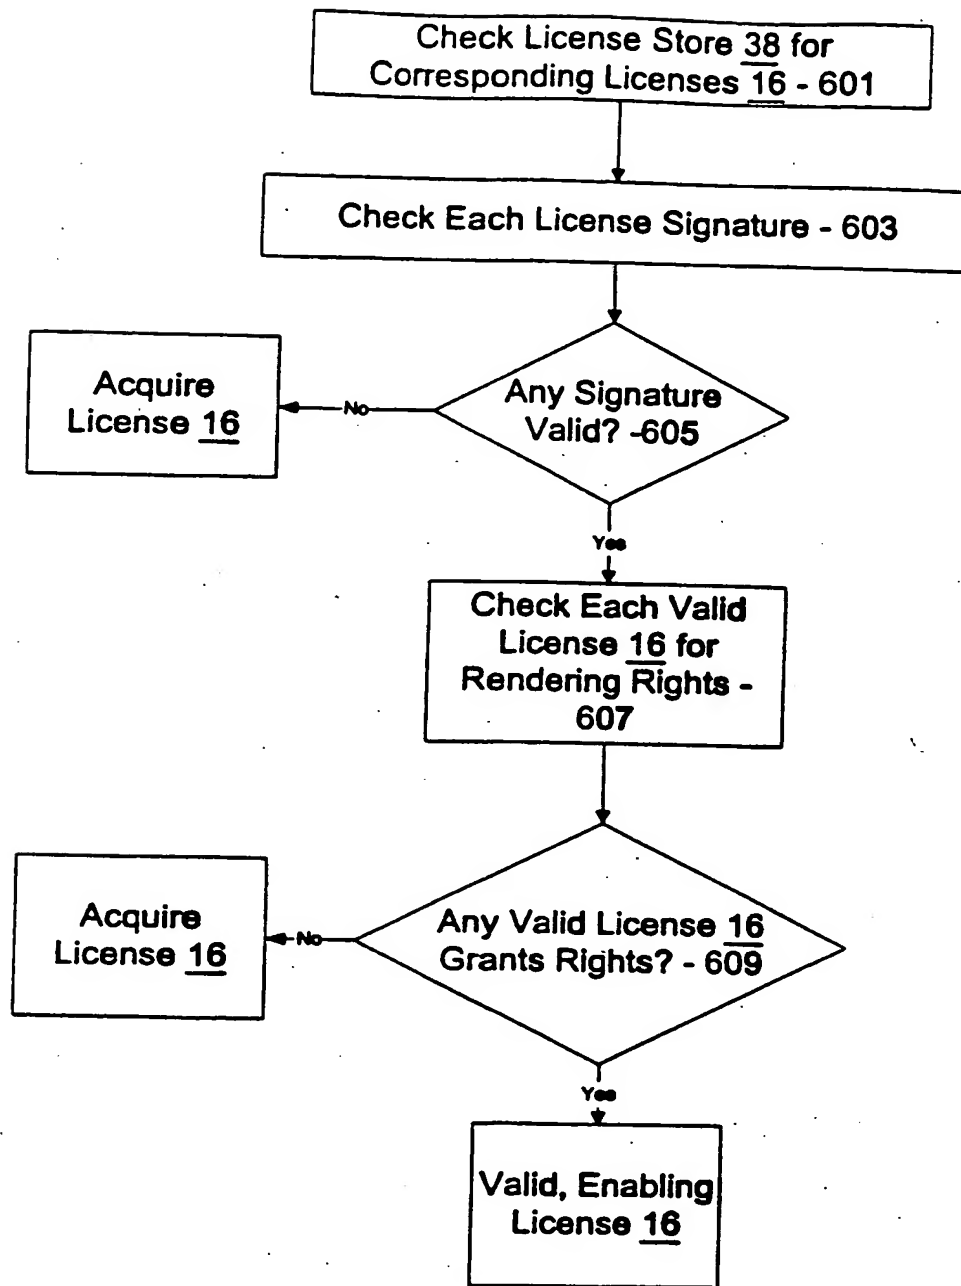 Check License Store 38 for
Corresponding Licenses 16 - 601
Check Each License Signature - 603
Any Signature
Valid? -605
No
Acquire
License 16
Yes
Check Each Valid
License 16 for
Rendering Rights -
607
Any Valid License 16
Grants Rights? - 609
No
Acquire
License 16
Yes
Valid, Enabling
License 16